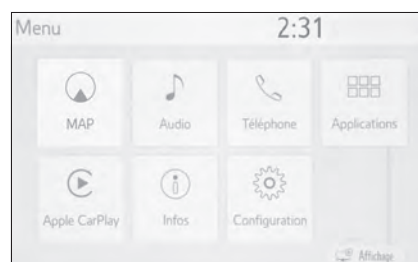 Menu 2:31
MAP Audio Téléphone Applications
Apple CarPlay Infos Configuration
Affichage